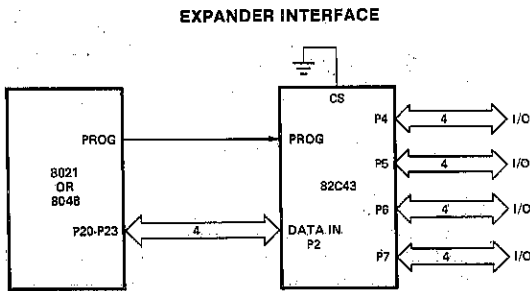 EXPANDER INTERFACE
CS
PROG
PROG
8021
OR
8048
P20-P23
4
DATA IN
P2
82C43
P4
4
I/O
P5
4
I/O
P6
4
I/O
P7
4
I/O